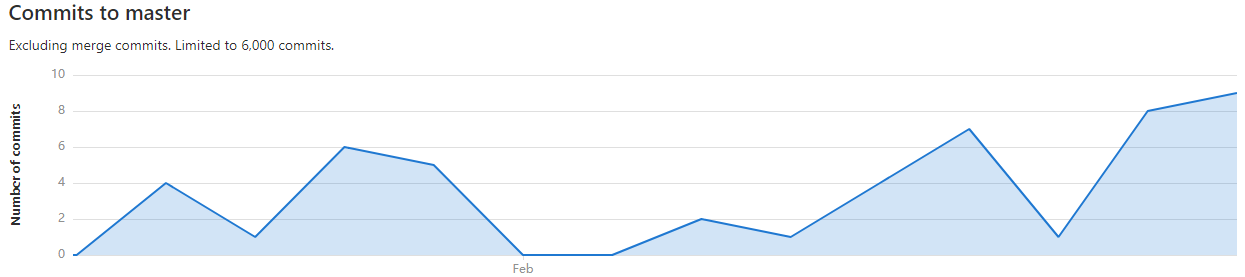 Commits to master
Excluding merge commits. Limited to 6,000 commits.
Number of commits
10
8
6
4
2
0
Feb